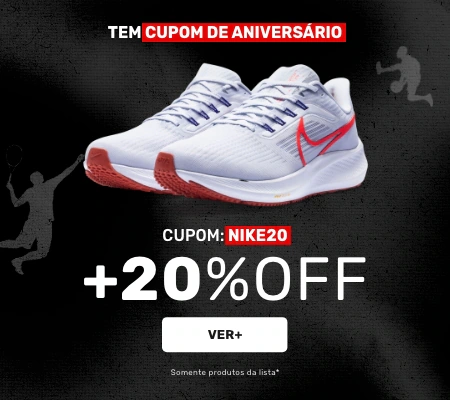 TEM CUPOM DE ANIVERSÁRIO
CUPOM: NIKE20
+20%OFF
VER+
Somente produtos da lista*